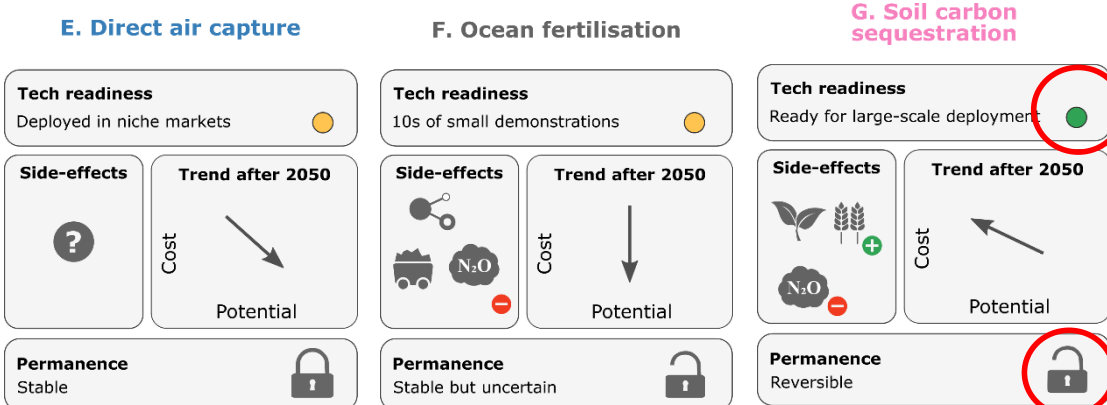 E. Direct air capture
Tech readiness
Deployed in niche markets
Side-effects
?
Trend after 2050
Cost
Potential
Permanence
Stable
F. Ocean fertilisation
Tech readiness
10s of small demonstrations
Side-effects
N₂O
Trend after 2050
Cost
Potential
Permanence
Stable but uncertain
G. Soil carbon
sequestration
Tech readiness
Ready for large-scale deployment
Side-effects
N₂O
Trend after 2050
Cost
Potential
Permanence
Reversible